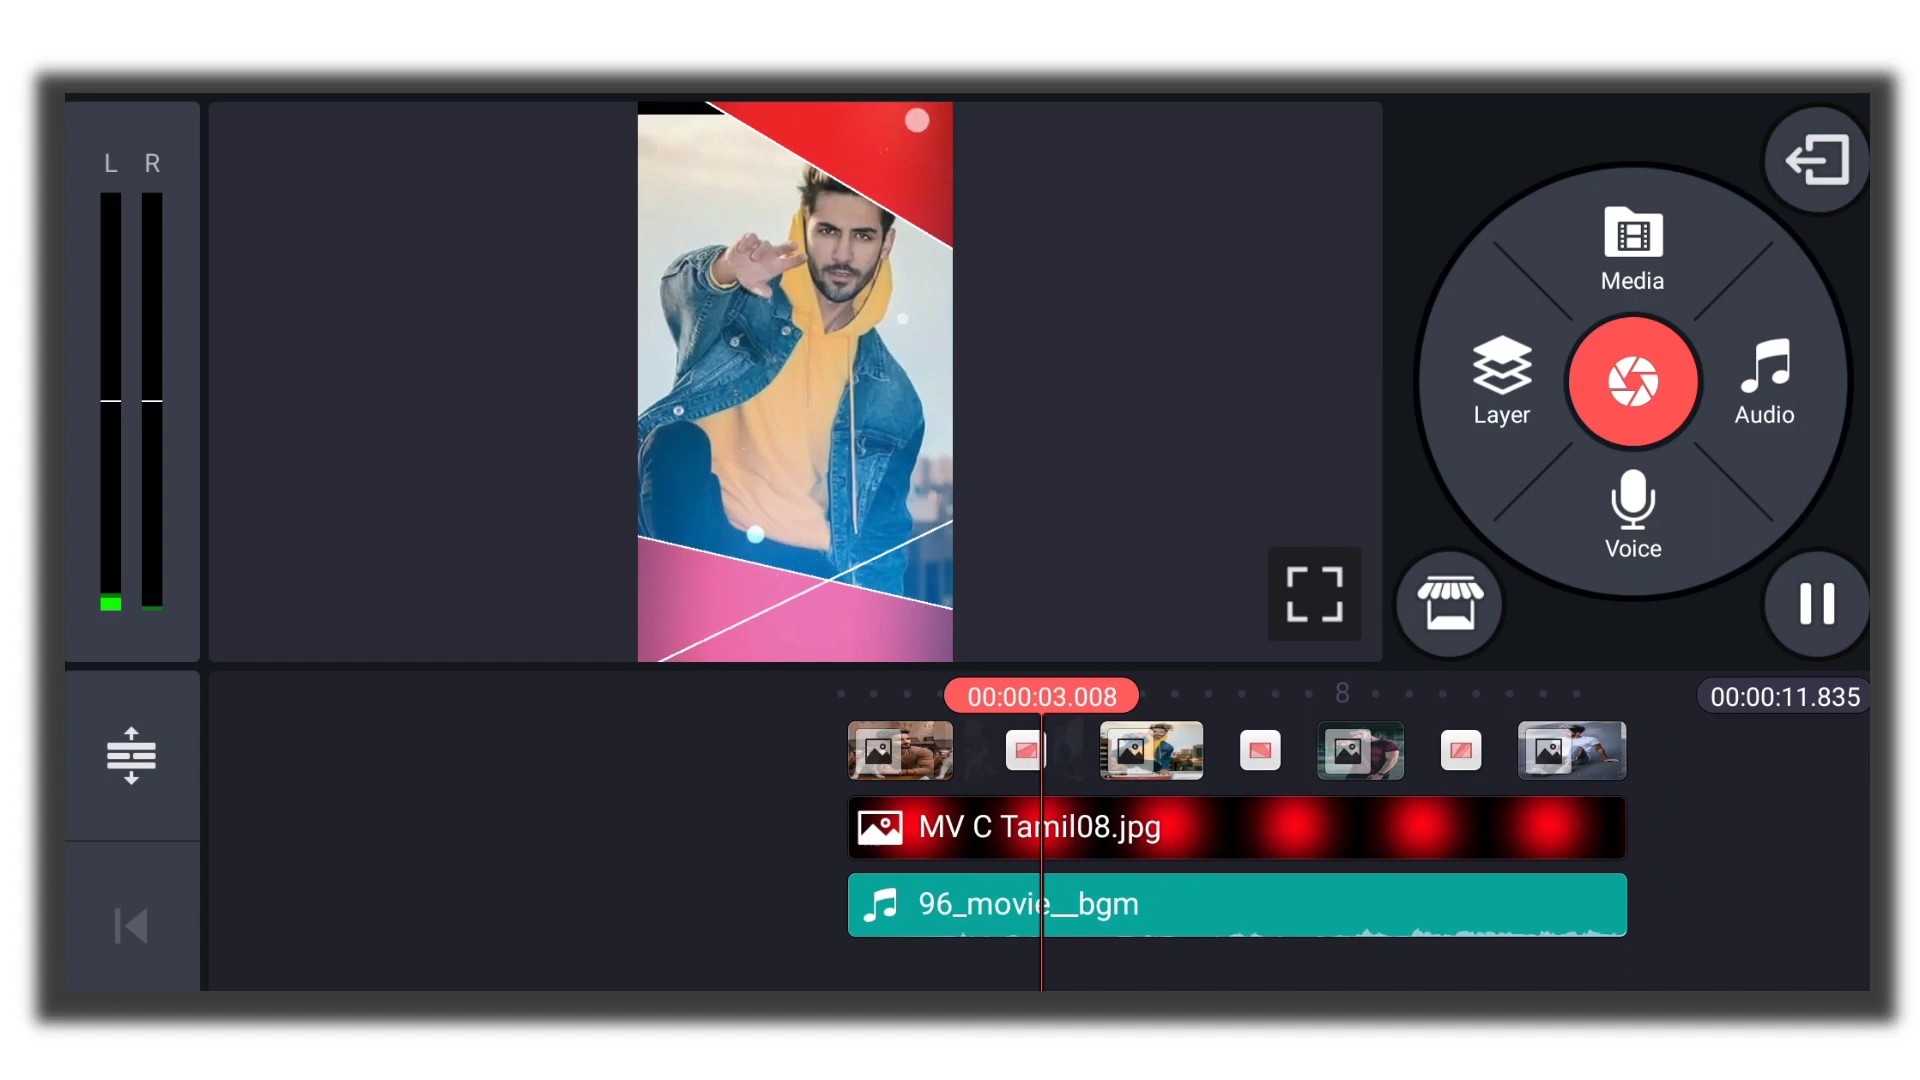 L R
Media
Layer
Audio
Voice
00:00:03.008
8
00:00:11.835
MV C Tamil08.jpg
96_movie__bgm